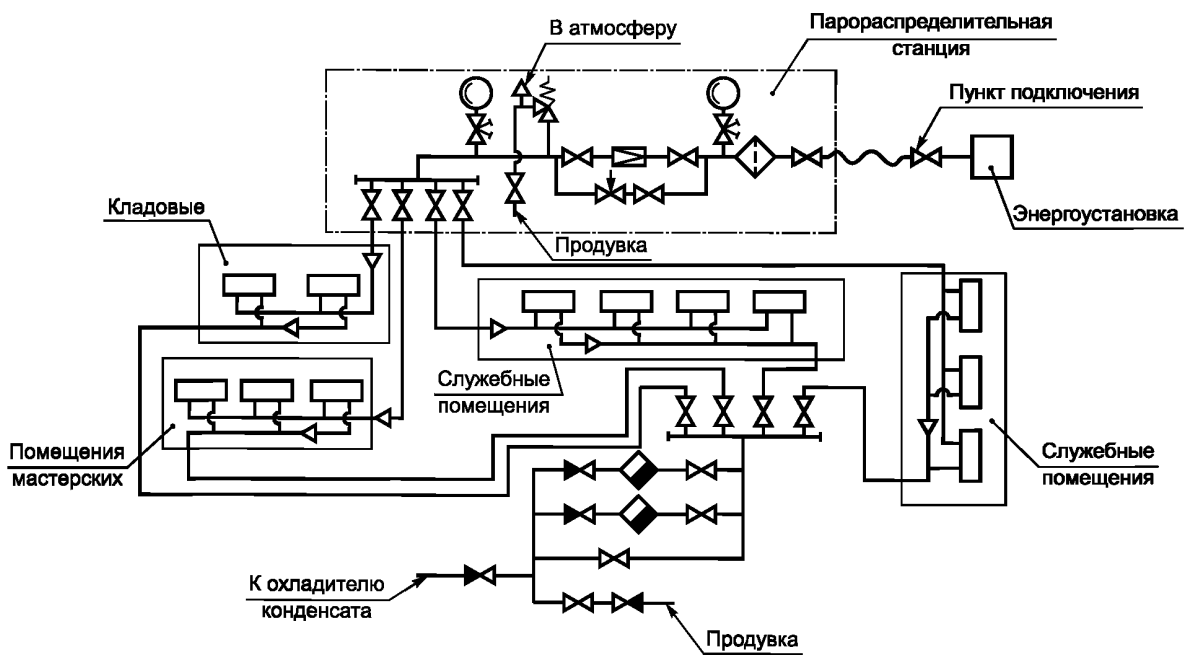 В атмосферу
Парораспределительная
станция
Пункт подключения
Кладовые
Энергоустановка
Продувка
Служебные
помещения
Помещения
мастерских
Служебные
помещения
К охладителю
конденсата
Продувка